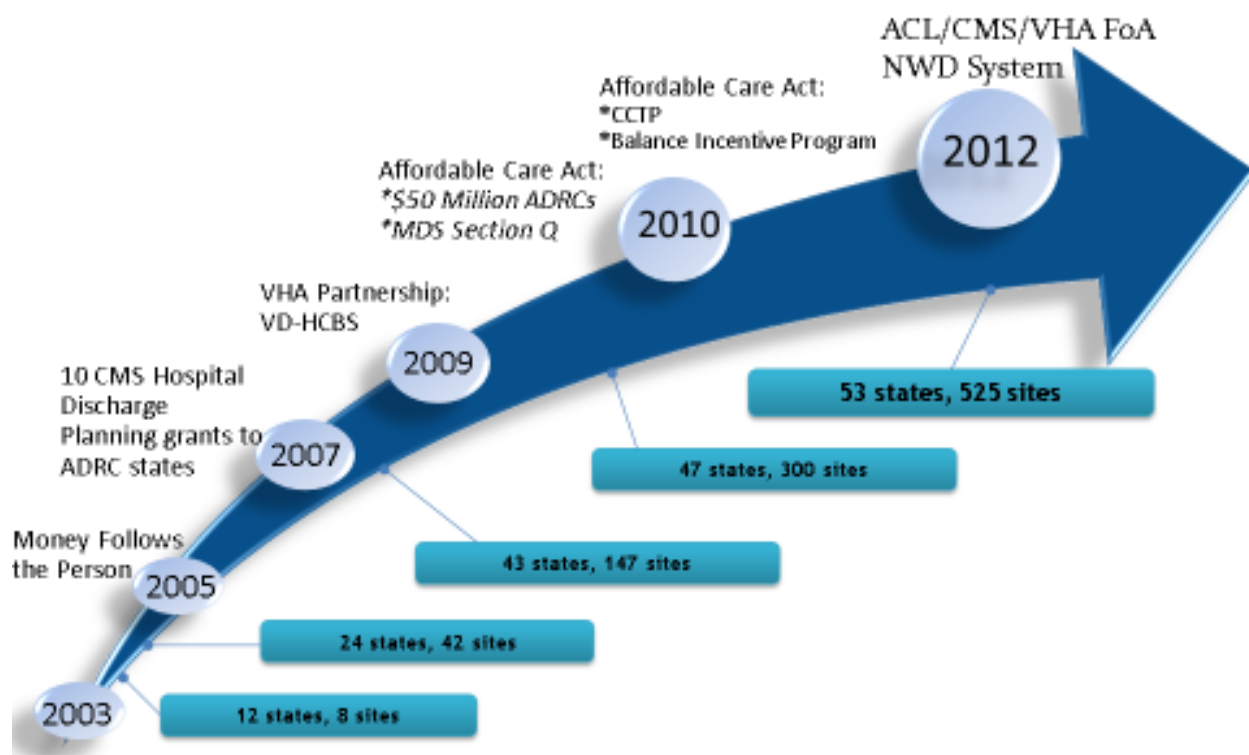 ACL/CMS/VHA FoA
NWD System
2012
Affordable Care Act:
*CCTP
*Balance Incentive Program
2010
Affordable Care Act:
*$50 Million ADRCs
*MDS Section Q
2009
VHA Partnership:
VD-HCBS
2007
10 CMS Hospital
Discharge
Planning grants to
ADRC states
2005
Money Follows
the Person
2003
53 states, 525 sites
47 states, 300 sites
43 states, 147 sites
24 states, 42 sites
12 states, 8 sites